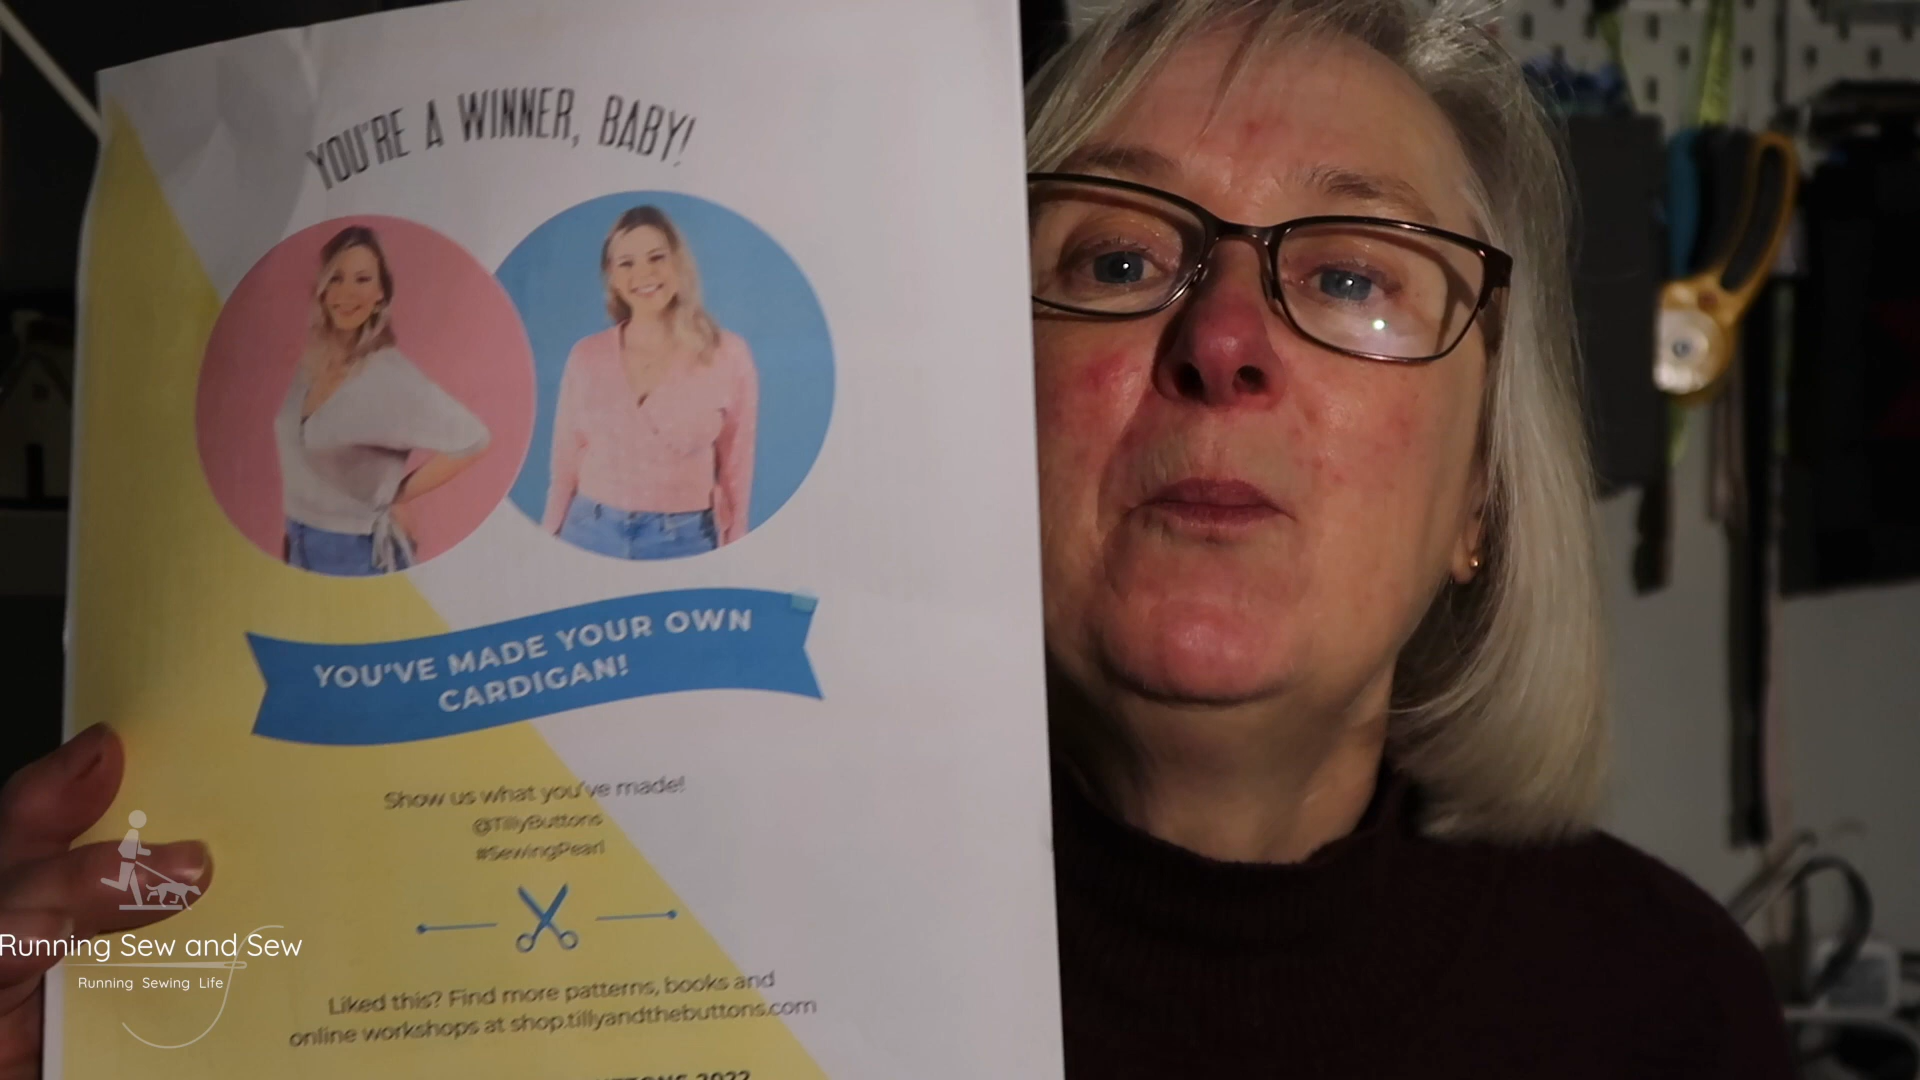 YOU'RE A WINNER, BABY!
YOU'VE MADE YOUR OWN
CARDIGAN!
Show us what you've made!
@TillyButtons
#SewingPearl
Liked this? Find more patterns, books and
online workshops at shop.tillyandthebuttons.com
2022
Running Sew and Sew
Running Sewing Life